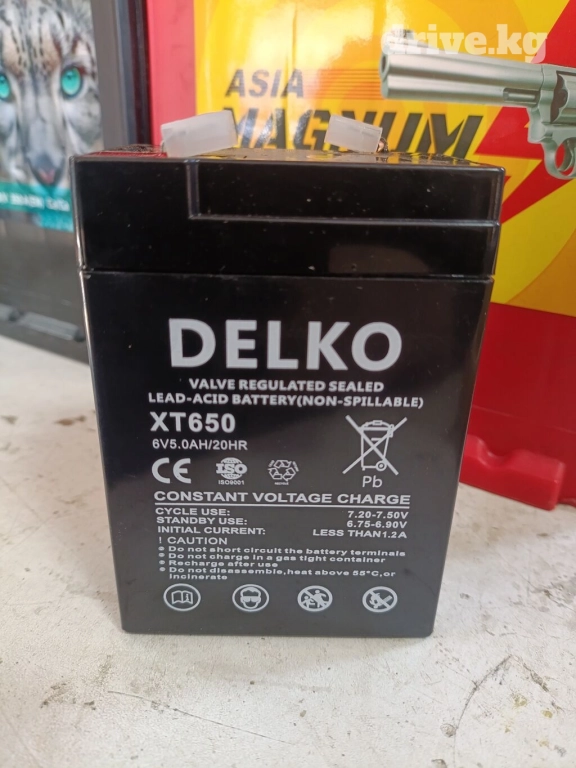 drive.kg
ASIA
MAGNUM
DELKO
VALVE REGULATED SEALED
LEAD-ACID BATTERY(NON-SPILLABLE)
XT650
6V5.0AH/20HR
CE
ISO
ISO9001
Pb
CONSTANT VOLTAGE CHARGE
CYCLE USE: 7.20-7.50V
STANDBY USE: 6.75-6.90V
INITIAL CURRENT: LESS THAN1.2A
! CAUTION
● Do not short circuit the battery terminals
● Do not charge in a gas tight container
● Recharge after use
● Do not disassemble,heat above 55°C,or
incinerate